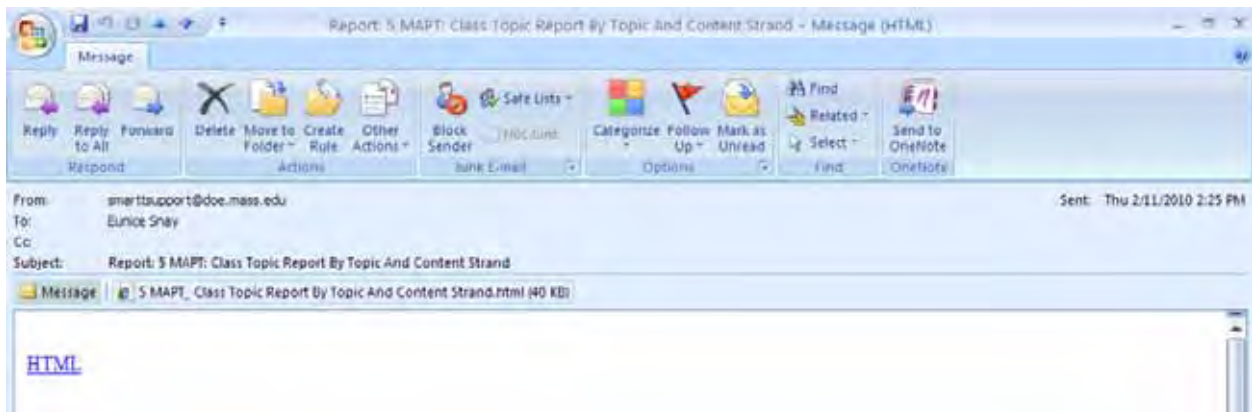 Report: 5 MAPT: Class Topic Report By Topic And Content Strand - Message (HTML)
Message
Reply Reply to All Forward Delete Move to Folder Create Rule Other Actions Block Sender Safe Lists Not Junk Categorize Follow Up Mark as Unread Find Related Select Send to OneNote
Respond Actions Junk E-mail Options Find OneNote
From: smarttsupport@doe.mass.edu Sent: Thu 2/11/2010 2:25 PM
To: Eunice Snay
Cc:
Subject: Report: 5 MAPT: Class Topic Report By Topic And Content Strand
Message 5 MAPT_ Class Topic Report By Topic And Content Strand.html (40 KB)
HTML